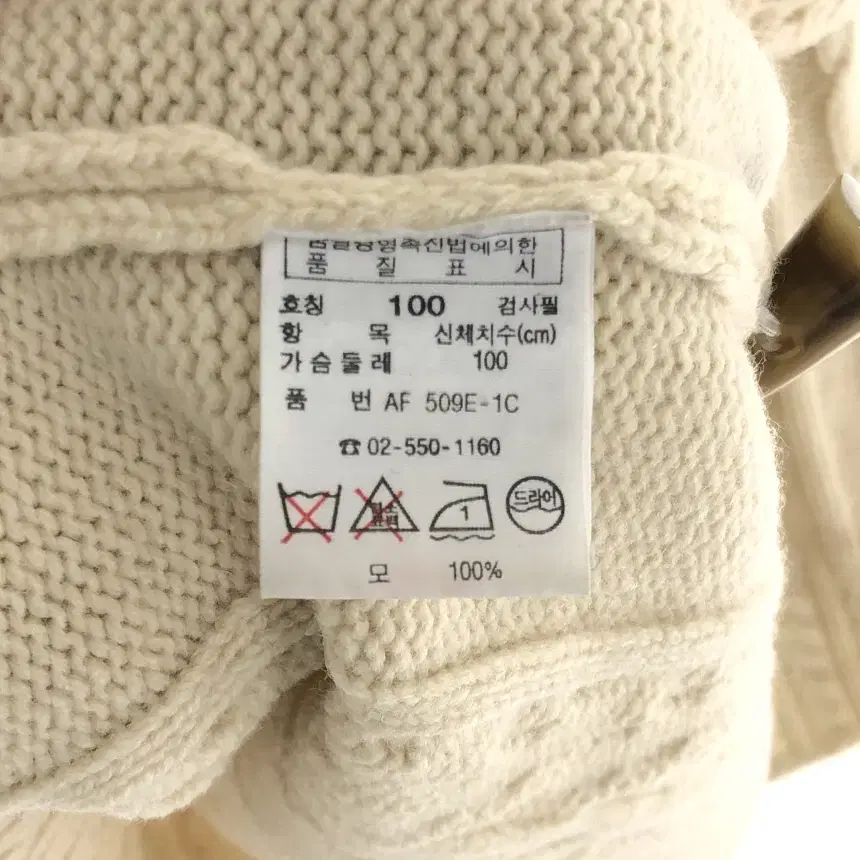 품질경영촉진법에의한
품 질 표 시
호칭 100 검사필
항 목 신체치수(cm)
가슴둘레 100
품 번 AF 509E-1C
☎ 02-550-1160
1 드라이
모 100%